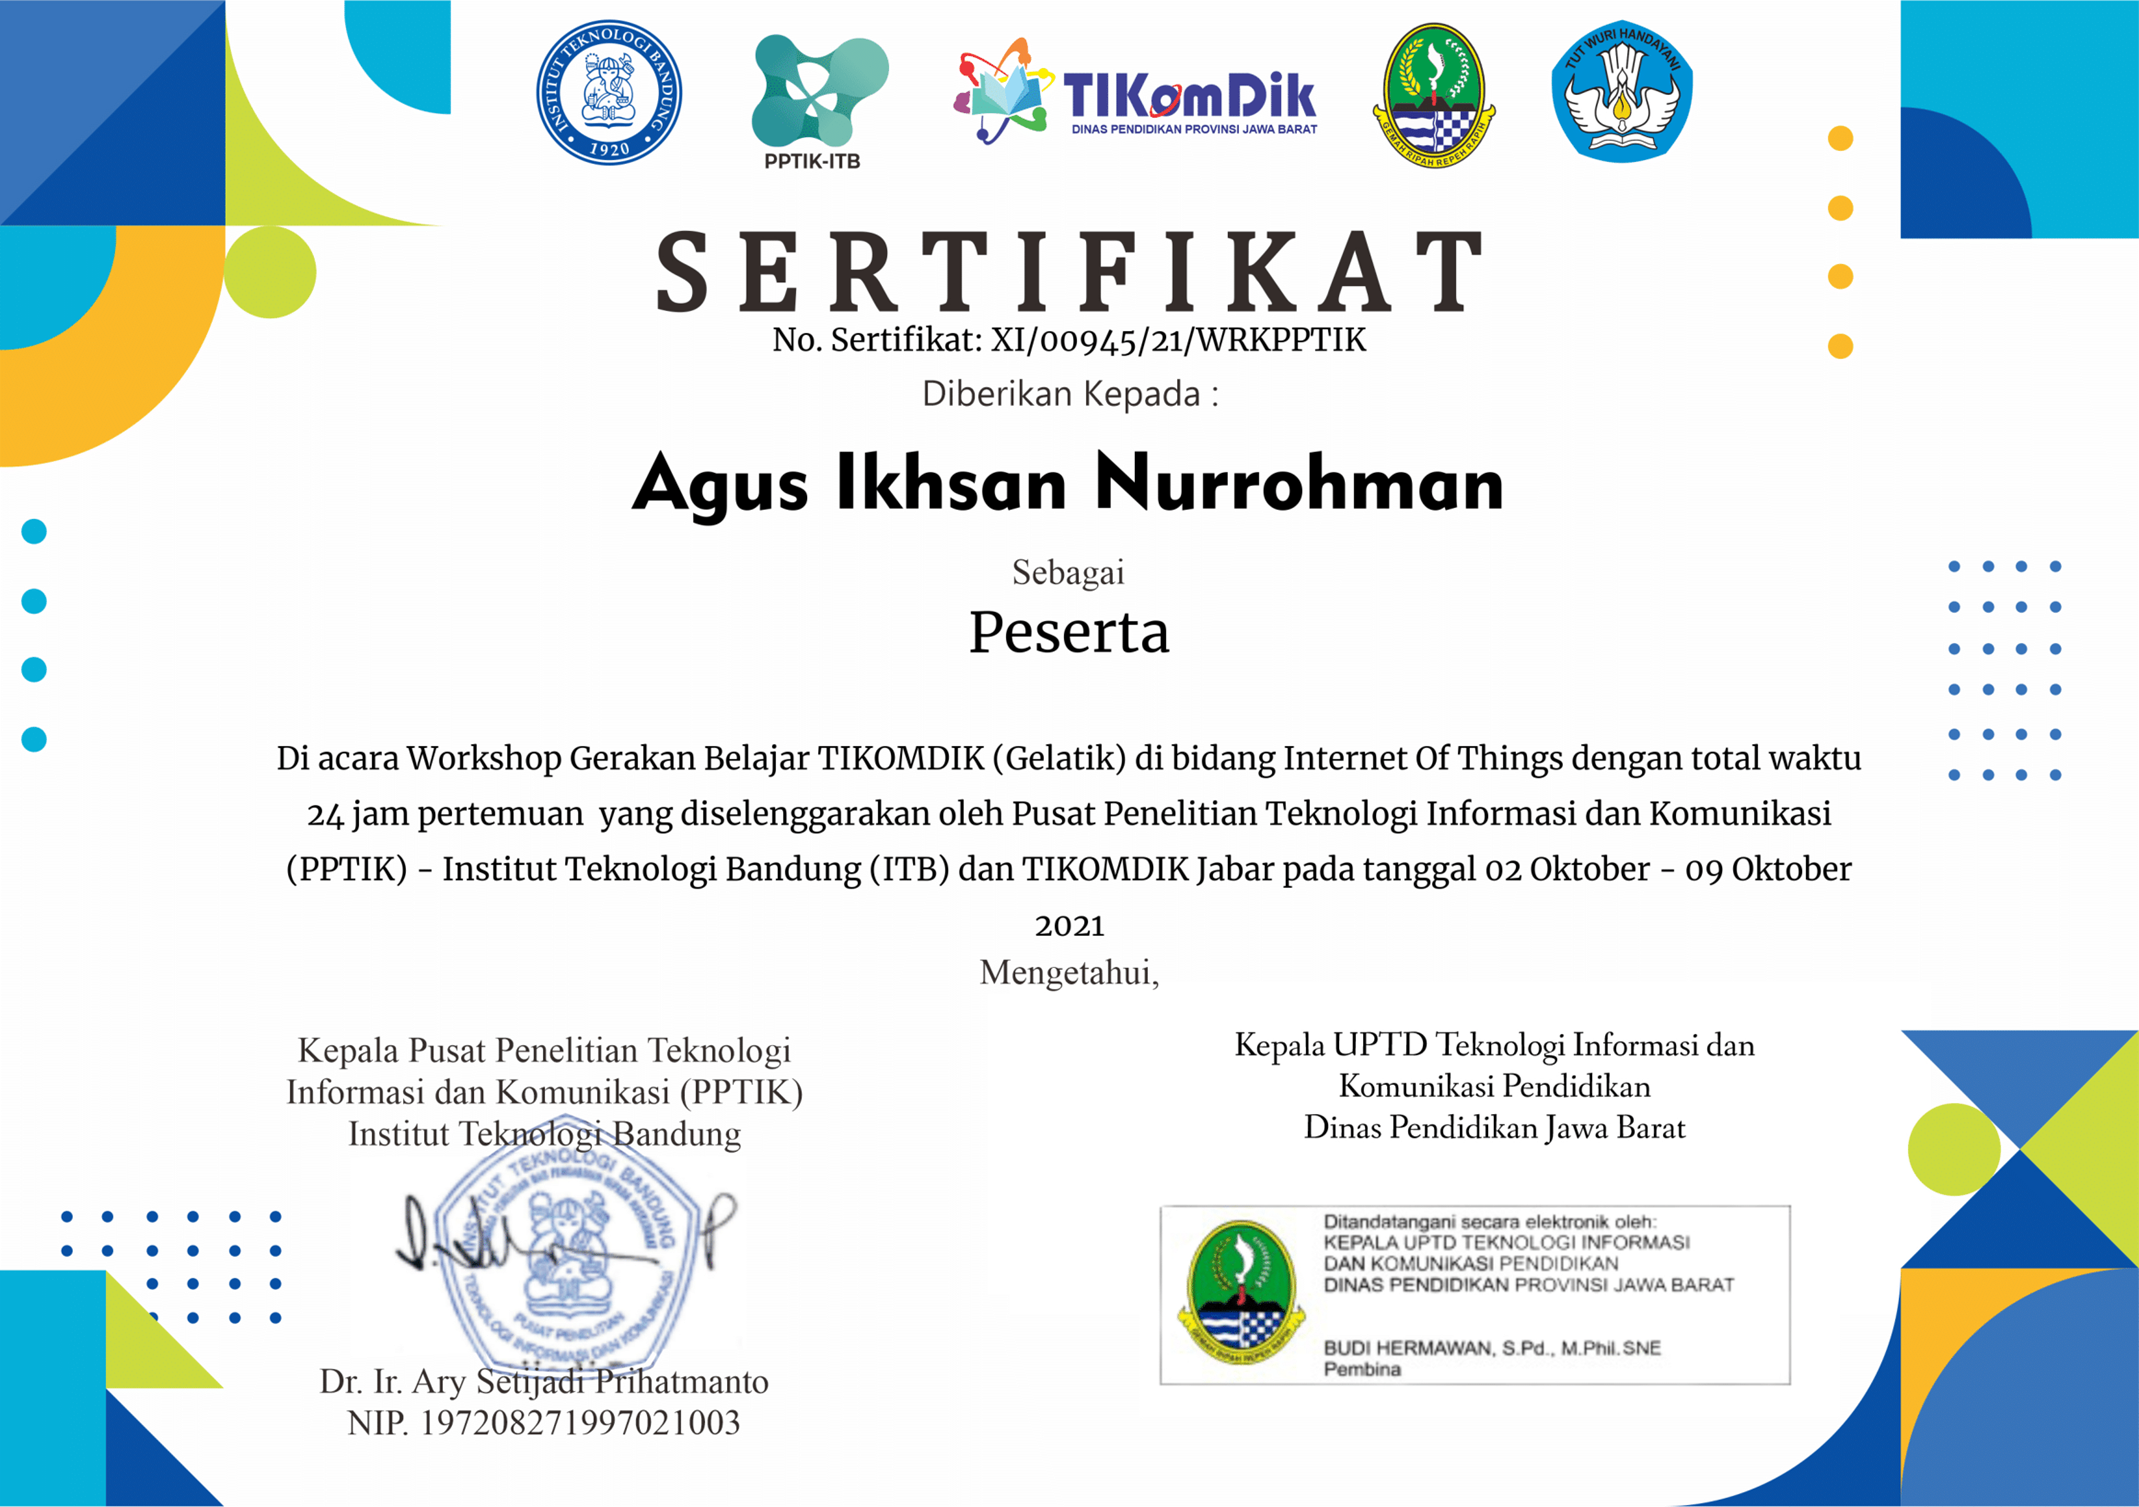 INSTITUT TEKNOLOGI BANDUNG
1920
PPTIK-ITB
TIKomDik
DINAS PENDIDIKAN PROVINSI JAWA BARAT
GEMAH RIPAH REPEH RAPIH
TUT WURI HANDAYANI
SERTIFIKAT
No. Sertifikat: XI/00945/21/WRKPPTIK
Diberikan Kepada :
Agus Ikhsan Nurrohman
Sebagai
Peserta
Di acara Workshop Gerakan Belajar TIKOMDIK (Gelatik) di bidang Internet Of Things dengan total waktu
24 jam pertemuan yang diselenggarakan oleh Pusat Penelitian Teknologi Informasi dan Komunikasi
(PPTIK) - Institut Teknologi Bandung (ITB) dan TIKOMDIK Jabar pada tanggal 02 Oktober - 09 Oktober
2021
Mengetahui,
Kepala Pusat Penelitian Teknologi
Informasi dan Komunikasi (PPTIK)
Institut Teknologi Bandung
INSTITUT TEKNOLOGI BANDUNG
PUSAT PENELITIAN
TEKNOLOGI INFORMASI DAN KOMUNIKASI
Dr. Ir. Ary Setijadi Prihatmanto
NIP. 197208271997021003
Kepala UPTD Teknologi Informasi dan
Komunikasi Pendidikan
Dinas Pendidikan Jawa Barat
GEMAH RIPAH REPEH RAPIH
Ditandatangani secara elektronik oleh:
KEPALA UPTD TEKNOLOGI INFORMASI
DAN KOMUNIKASI PENDIDIKAN
DINAS PENDIDIKAN PROVINSI JAWA BARAT
BUDI HERMAWAN, S.Pd., M.Phil.SNE
Pembina